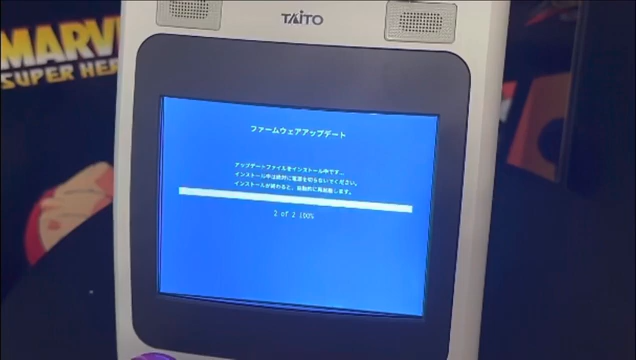 MARV
SUPER HER
TAITO
ファームウェアアップデート
アップデートファイルをインストール中です...
インストール中は絶対に電源を切らないでください。
インストールが終わると、自動的に再起動します。
2 of 2 100%